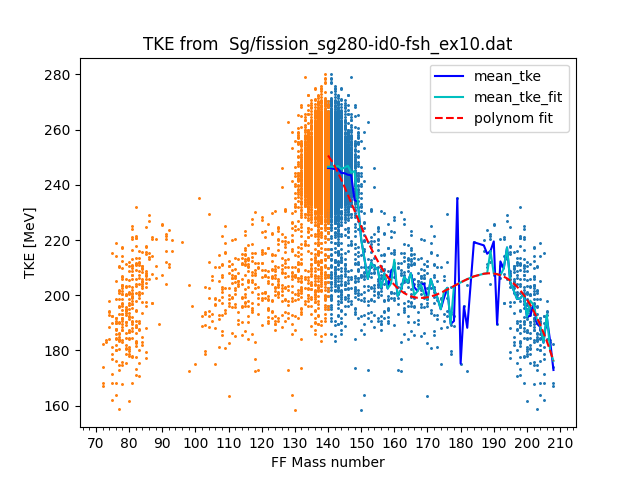 TKE from  Sg/fission_sg280-id0-fsh_ex10.dat
mean_tke
mean_tke_fit
polynom fit
TKE [MeV]
280
260
240
220
200
180
160
70 80 90 100 110 120 130 140 150 160 170 180 190 200 210
FF Mass number